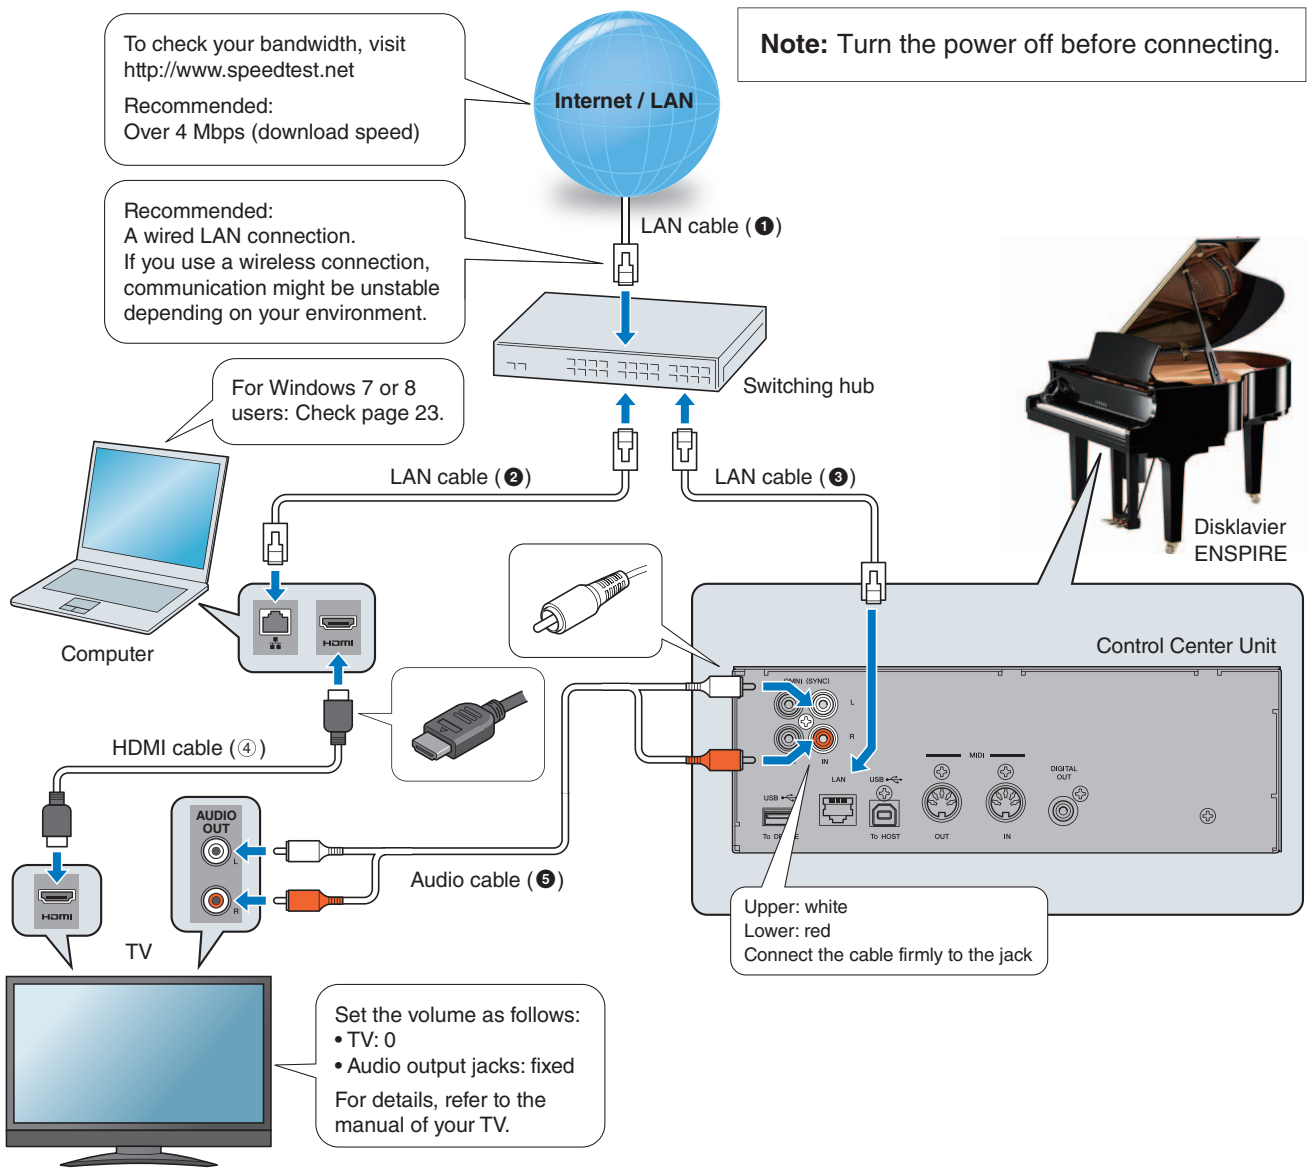 To check your bandwidth, visit
http://www.speedtest.net
Recommended:
Over 4 Mbps (download speed)
Internet / LAN
Note: Turn the power off before connecting.
Recommended:
A wired LAN connection.
If you use a wireless connection,
communication might be unstable
depending on your environment.
LAN cable (❶)
Switching hub
For Windows 7 or 8
users: Check page 23.
LAN cable (❷)
LAN cable (❸)
YAMAHA
Disklavier
ENSPIRE
Computer
HDMI
Control Center Unit
OMNI (SYNC)
L
R
IN
LAN
USB
To HOST
USB
MIDI
OUT
IN
DIGITAL
OUT
HDMI cable (④)
AUDIO
OUT
L
R
HDMI
Audio cable (❺)
TV
Upper: white
Lower: red
Connect the cable firmly to the jack
Set the volume as follows:
• TV: 0
• Audio output jacks: fixed
For details, refer to the
manual of your TV.